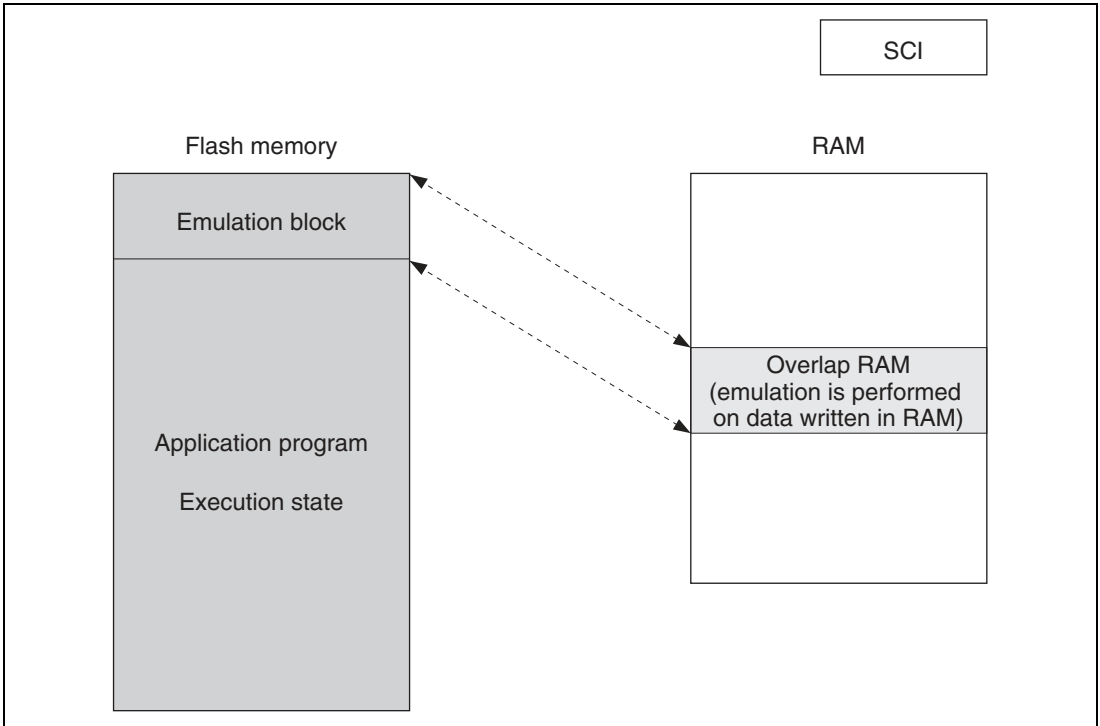 SCI
Flash memory
RAM
Emulation block
Overlap RAM
(emulation is performed
on data written in RAM)
Application program
Execution state